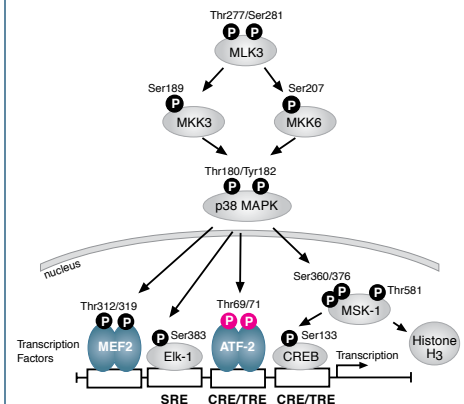 Thr277/Ser281
P P
MLK3
Ser189
P
MKK3
Ser207
P
MKK6
Thr180/Tyr182
P P
p38 MAPK
nucleus
Ser360/376
P P
P Thr581
MSK-1
Thr312/319
P P
MEF2
P Ser383
Elk-1
Thr69/71
P P
ATF-2
P Ser133
CREB
Histone
H3
Transcription
Factors
Transcription
SRE
CRE/TRE
CRE/TRE